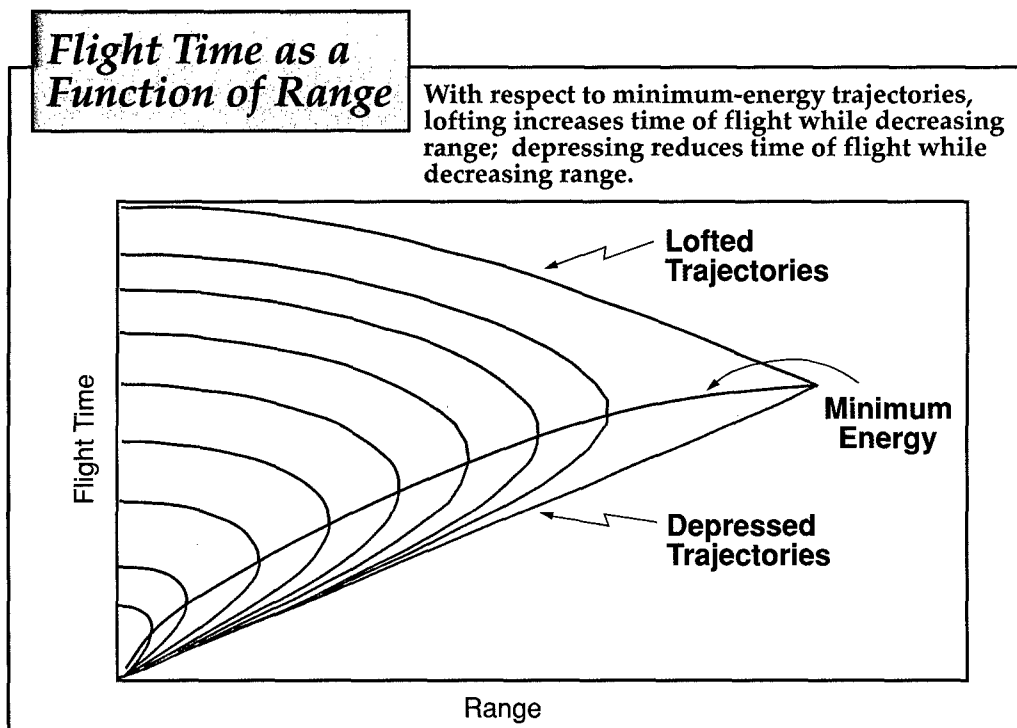 Flight Time as a
Function of Range
With respect to minimum-energy trajectories,
lofting increases time of flight while decreasing
range; depressing reduces time of flight while
decreasing range.
Lofted
Trajectories
Minimum
Energy
Depressed
Trajectories
Flight Time
Range